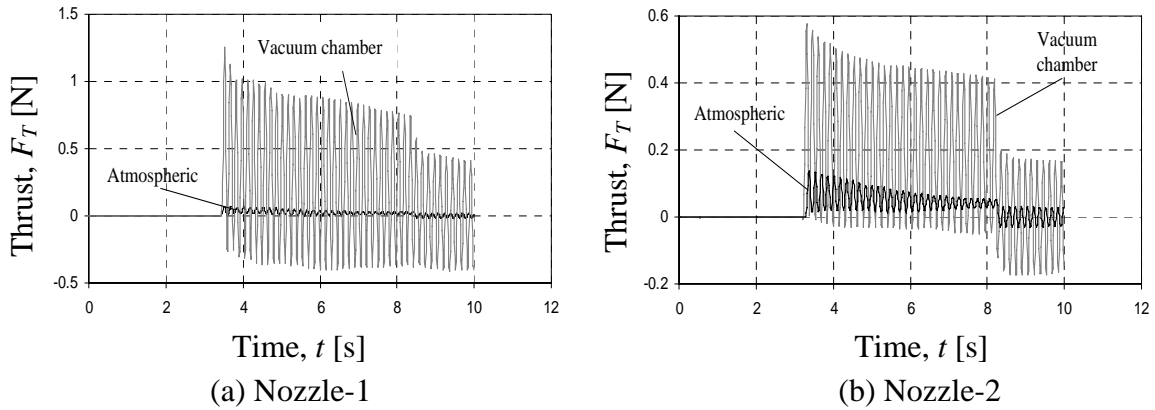 1.5
1
0.5
0
-0.5
0 2 4 6 8 10 12
Thrust, F_T [N]
Vacuum chamber
Atmospheric
Time, t [s]
(a) Nozzle-1
0.6
0.4
0.2
0
-0.2
0 2 4 6 8 10 12
Thrust, F_T [N]
Vacuum
chamber
Atmospheric
Time, t [s]
(b) Nozzle-2